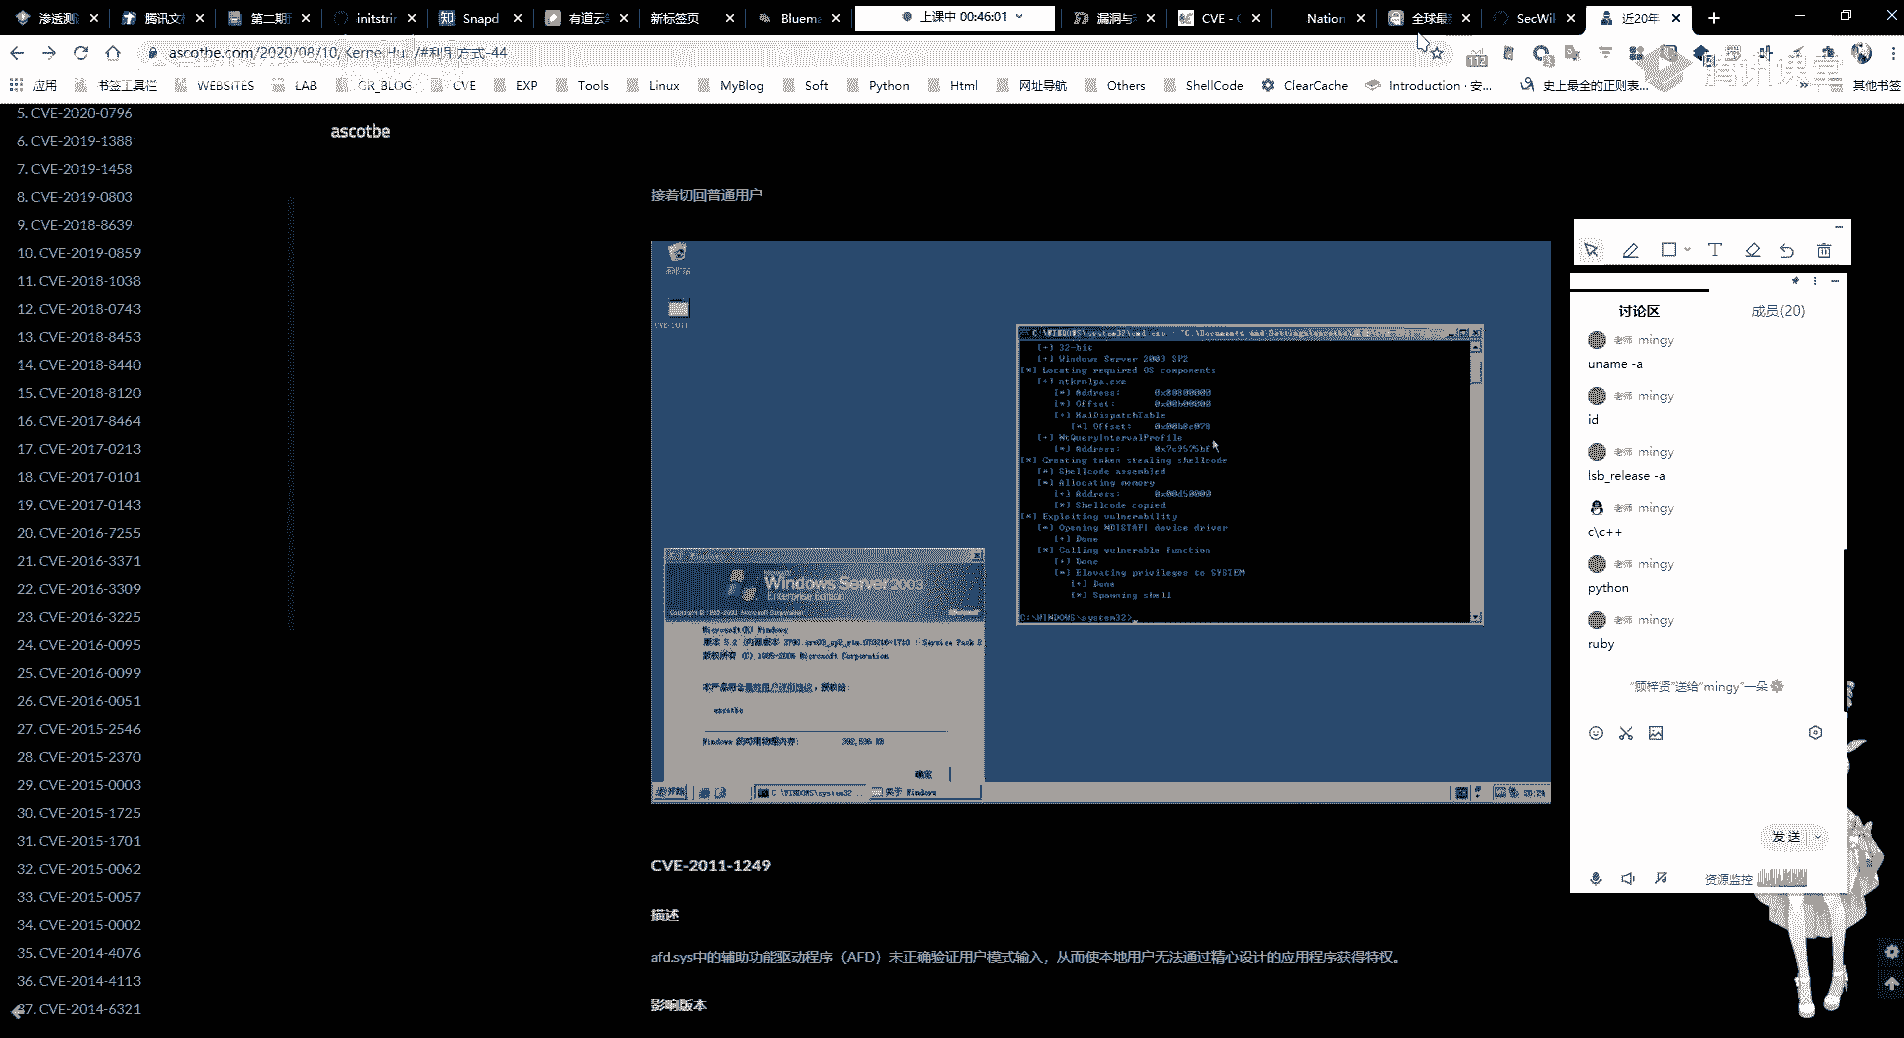 渗透测
腾讯文
第二期
initstrir
Snapd
有道云
新标签页
Bluema
上课中 00:46:01
漏洞与
CVE - C
Nation
全球最
SecWik
近20年
ascotbe.com/2020/08/10/KernelHub/#利用方式-44
应用
书签工具栏
WEBSITES
LAB
GR_BLOG
CVE
EXP
Tools
Linux
MyBlog
Soft
Python
Html
网址导航
Others
ShellCode
ClearCache
Introduction · 安...
史上最全的正则表...
其他书签
腾讯课堂
5. CVE-2020-0796
6. CVE-2019-1388
7. CVE-2019-1458
8. CVE-2019-0803
9. CVE-2018-8639
10. CVE-2019-0859
11. CVE-2018-1038
12. CVE-2018-0743
13. CVE-2018-8453
14. CVE-2018-8440
15. CVE-2018-8120
16. CVE-2017-8464
17. CVE-2017-0213
18. CVE-2017-0101
19. CVE-2017-0143
20. CVE-2016-7255
21. CVE-2016-3371
22. CVE-2016-3309
23. CVE-2016-3225
24. CVE-2016-0095
25. CVE-2016-0099
26. CVE-2016-0051
27. CVE-2015-2546
28. CVE-2015-2370
29. CVE-2015-0003
30. CVE-2015-1725
31. CVE-2015-1701
32. CVE-2015-0062
33. CVE-2015-0057
34. CVE-2015-0002
35. CVE-2014-4076
36. CVE-2014-4113
37. CVE-2014-6321
ascotbe
接着切回普通用户
[+] 32-bit
[+] Windows Server 2003 SP2
[*] Locating required OS components
[+] ntkrnlpa.exe
[*] Address:
[*] Offset:
[+] HalDispatchTable
[*] Offset:
[+] NtQueryIntervalProfile
[*] Address:
[*] Creating token stealing shellcode
[*] Shellcode assembled
[*] Allocating memory
[+] Address:
[*] Shellcode copied
[*] Exploiting vulnerability
[*] Opening NDISTAPI device driver
[+] Done
[*] Calling vulnerable function
[+] Done
[*] Elevating privileges to SYSTEM
[+] Done
[*] Spawning shell
C:\WINDOWS\system32>
Windows Server 2003
Enterprise Edition
Microsoft(R) Windows
ascotbe
确定
关于 Windows
CVE-2011-1249
描述
afd.sys中的辅助功能驱动程序（AFD）未正确验证用户模式输入，从而使本地用户无法通过精心设计的应用程序获得特权。
影响版本
讨论区
成员(20)
老师 mingy
uname -a
老师 mingy
id
老师 mingy
lsb_release -a
老师 mingy
c\c++
老师 mingy
python
老师 mingy
ruby
“顾梓贤”送给“mingy”一朵
发送
资源监控